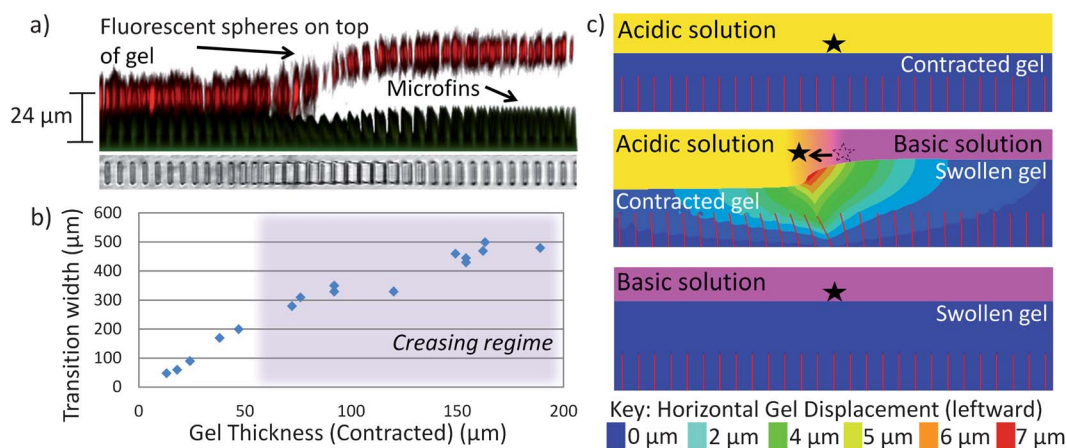 a)
Fluorescent spheres on top
of gel
Microfins
24 μm
b)
600
500
400
300
200
100
0
Transition width (μm)
Creasing regime
0 50 100 150 200
Gel Thickness (Contracted) (μm)
c)
Acidic solution
Contracted gel
Acidic solution
Basic solution
Swollen gel
Contracted gel
Basic solution
Swollen gel
Key: Horizontal Gel Displacement (leftward)
0 μm 2 μm 4 μm 5 μm 6 μm 7 μm